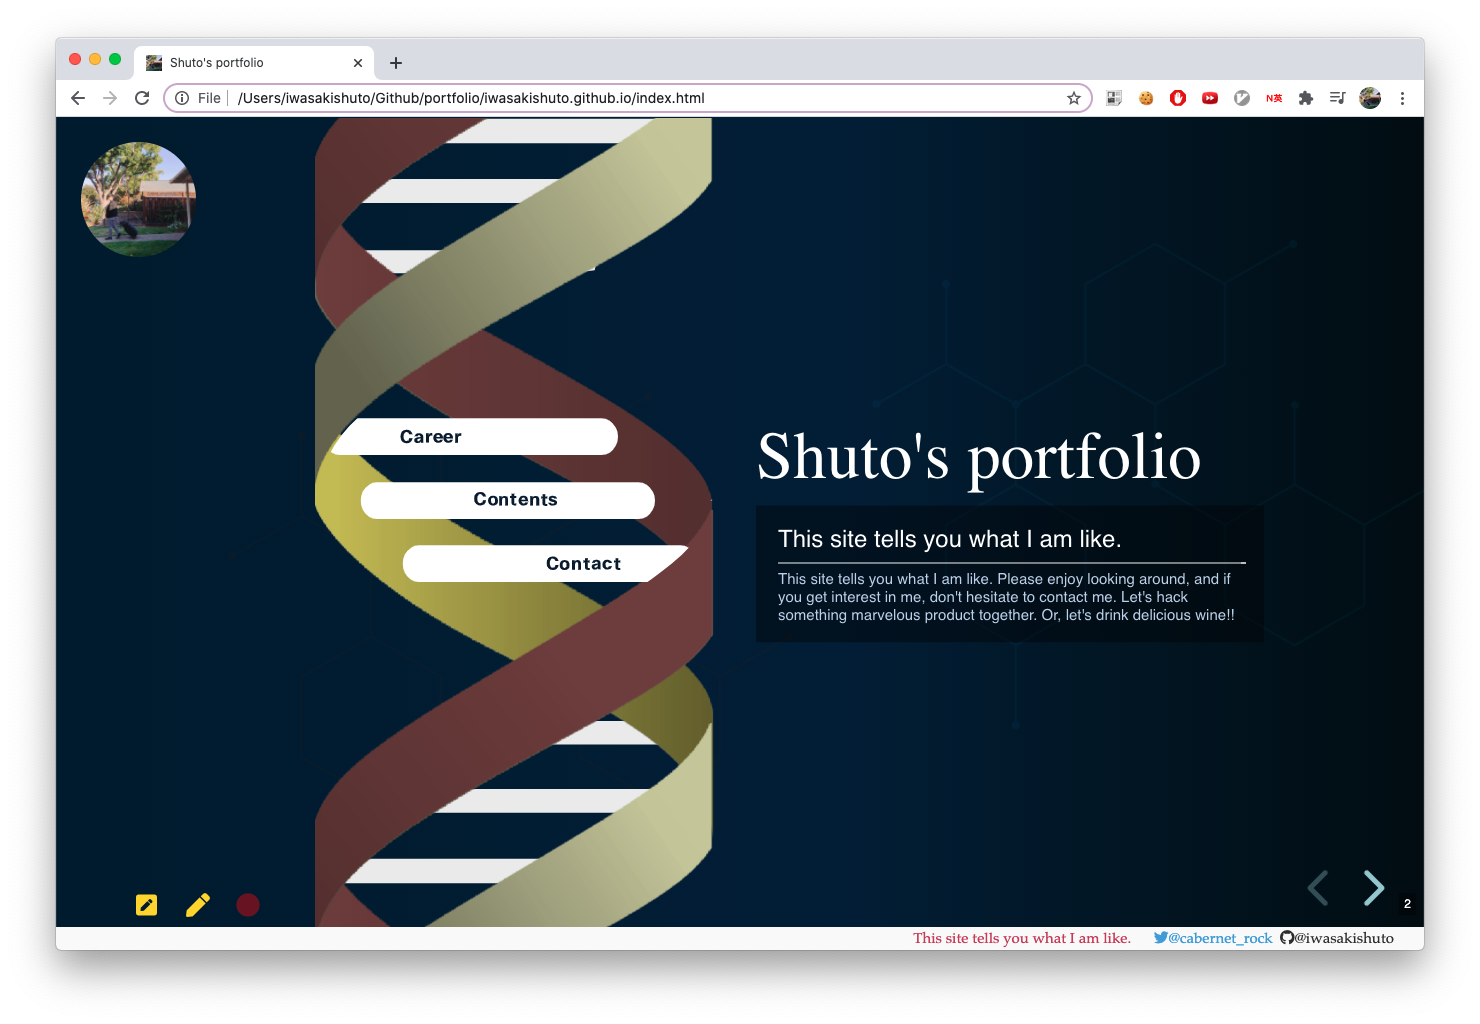 Shuto's portfolio
File
/Users/iwasakishuto/Github/portfolio/iwasakishuto.github.io/index.html
N英
Career
Contents
Contact
Shuto's portfolio
This site tells you what I am like.
This site tells you what I am like. Please enjoy looking around, and if
you get interest in me, don't hesitate to contact me. Let's hack
something marvelous product together. Or, let's drink delicious wine!!
2
This site tells you what I am like. @cabernet_rock @iwasakishuto